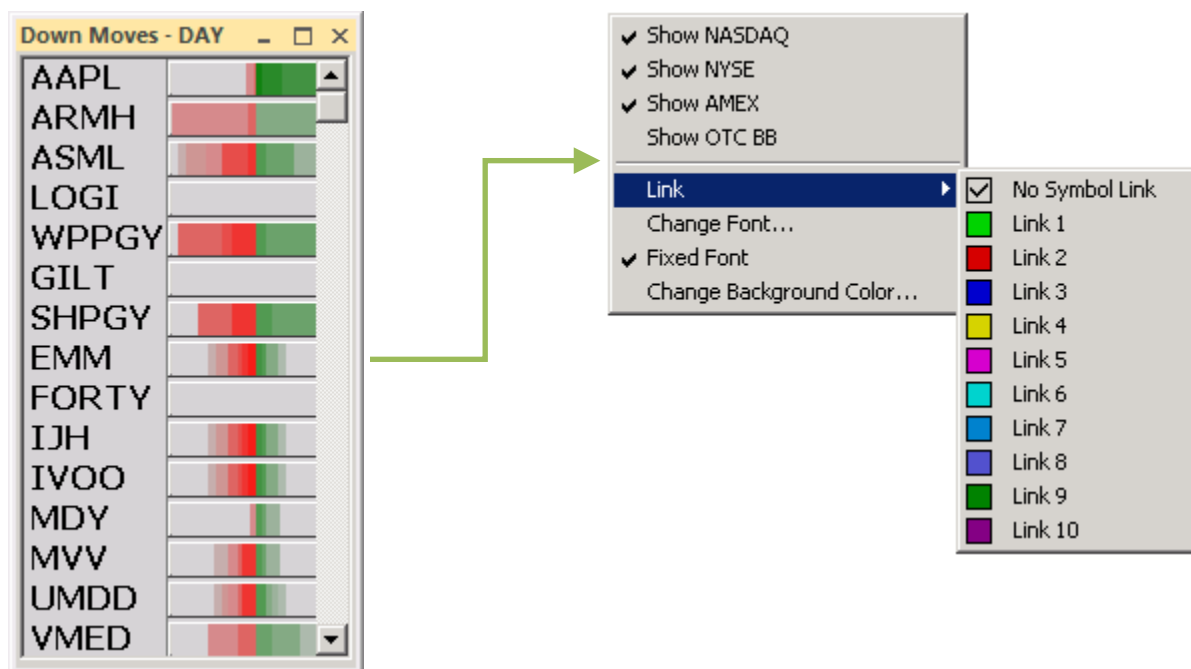 Down Moves - DAY
AAPL
ARMH
ASML
LOGI
WPPGY
GILT
SHPGY
EMM
FORTY
IJH
IVOO
MDY
MVV
UMDD
VMED
Show NASDAQ
Show NYSE
Show AMEX
Show OTC BB
Link
Change Font...
Fixed Font
Change Background Color...
No Symbol Link
Link 1
Link 2
Link 3
Link 4
Link 5
Link 6
Link 7
Link 8
Link 9
Link 10